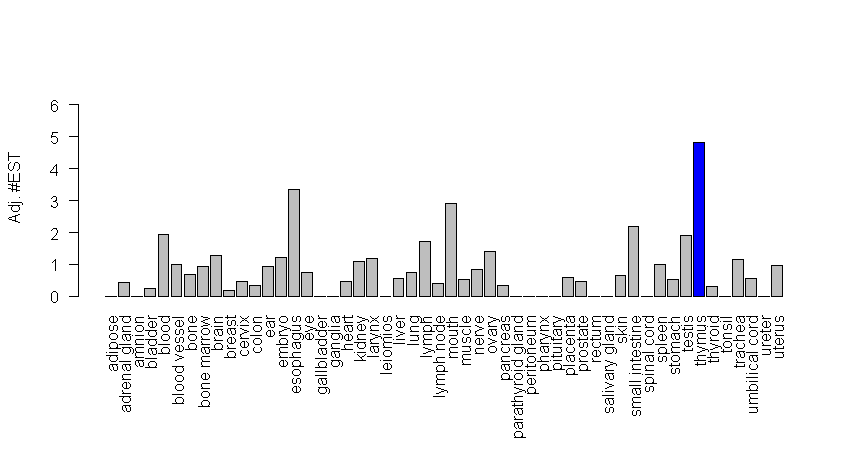 Adj. #EST
6
5
4
3
2
1
0
adipose
adrenal gland
amnion
bladder
blood
blood vessel
bone
bone marrow
brain
breast
cervix
colon
ear
embryo
esophagus
eye
gallbladder
ganglia
heart
kidney
larynx
leiomios
liver
lung
lymph
lymph node
mouth
muscle
nerve
ovary
pancreas
parathyroid gland
peritoneum
pharynx
pituitary
placenta
prostate
rectum
salivary gland
skin
small intestine
spinal cord
spleen
stomach
testis
thymus
thyroid
tonsil
trachea
umbilical cord
ureter
uterus